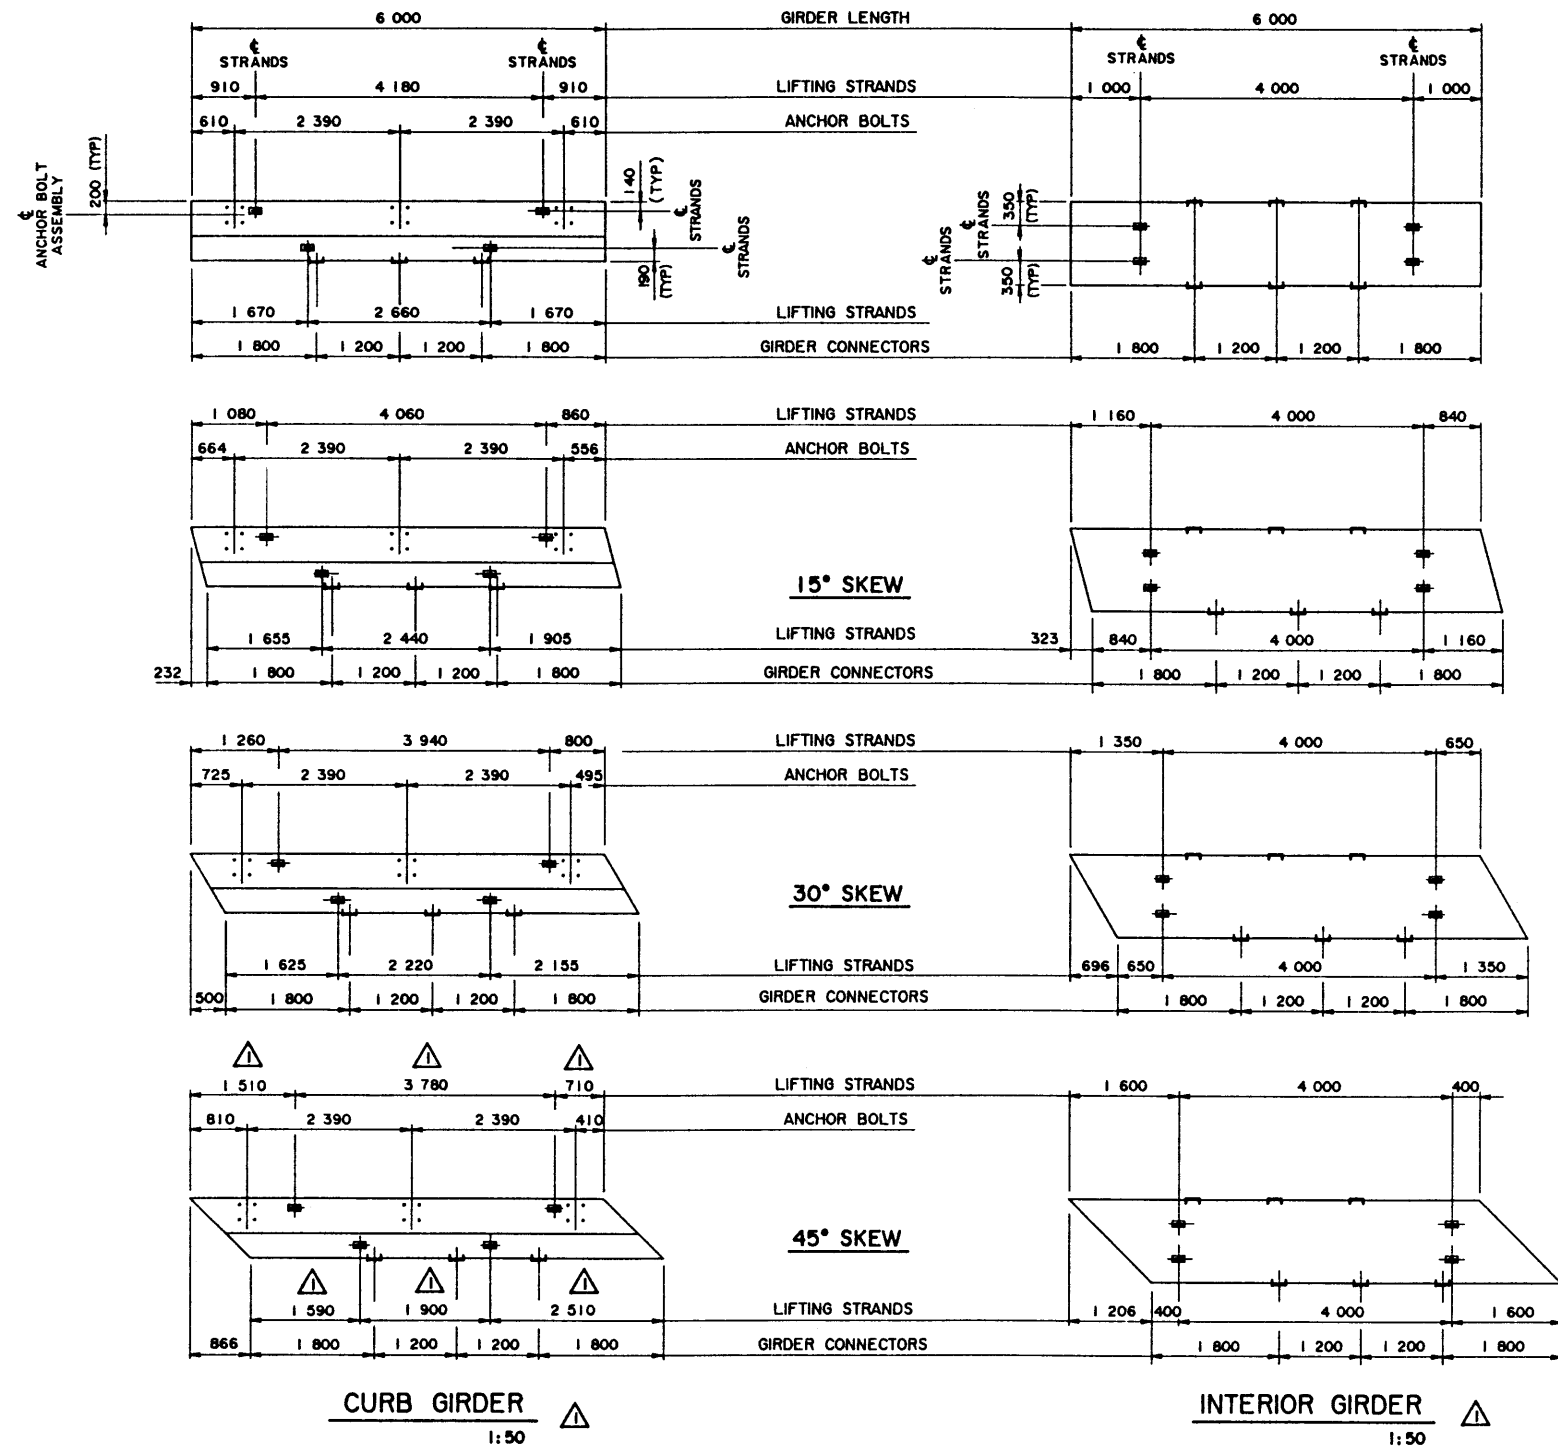 6 000 GIRDER LENGTH 6 000
℄ STRANDS ℄ STRANDS ℄ STRANDS ℄ STRANDS
910 4 180 910 LIFTING STRANDS 1 000 4 000 1 000
610 2 390 2 390 610 ANCHOR BOLTS
℄ ANCHOR BOLT ASSEMBLY
200 (TYP)
140 (TYP)
℄ STRANDS
℄ STRANDS
190 (TYP)
℄ STRANDS
℄ STRANDS
350 (TYP)
350 (TYP)
1 670 2 660 1 670 LIFTING STRANDS
1 800 1 200 1 200 1 800 GIRDER CONNECTORS 1 800 1 200 1 200 1 800
1 080 4 060 860 LIFTING STRANDS 1 160 4 000 840
664 2 390 2 390 556 ANCHOR BOLTS
15° SKEW
1 655 2 440 1 905 LIFTING STRANDS 323 840 4 000 1 160
232 1 800 1 200 1 200 1 800 GIRDER CONNECTORS 1 800 1 200 1 200 1 800
1 260 3 940 800 LIFTING STRANDS 1 350 4 000 650
725 2 390 2 390 495 ANCHOR BOLTS
30° SKEW
1 625 2 220 2 155 LIFTING STRANDS 696 650 4 000 1 350
500 1 800 1 200 1 200 1 800 GIRDER CONNECTORS 1 800 1 200 1 200 1 800
1 1 1
1 510 3 780 710 LIFTING STRANDS 1 600 4 000 400
810 2 390 2 390 410 ANCHOR BOLTS
45° SKEW
1 1 1
1 590 1 900 2 510 LIFTING STRANDS 1 206 400 4 000 1 600
866 1 800 1 200 1 200 1 800 GIRDER CONNECTORS 1 800 1 200 1 200 1 800
CURB GIRDER 1 INTERIOR GIRDER 1
1:50 1:50